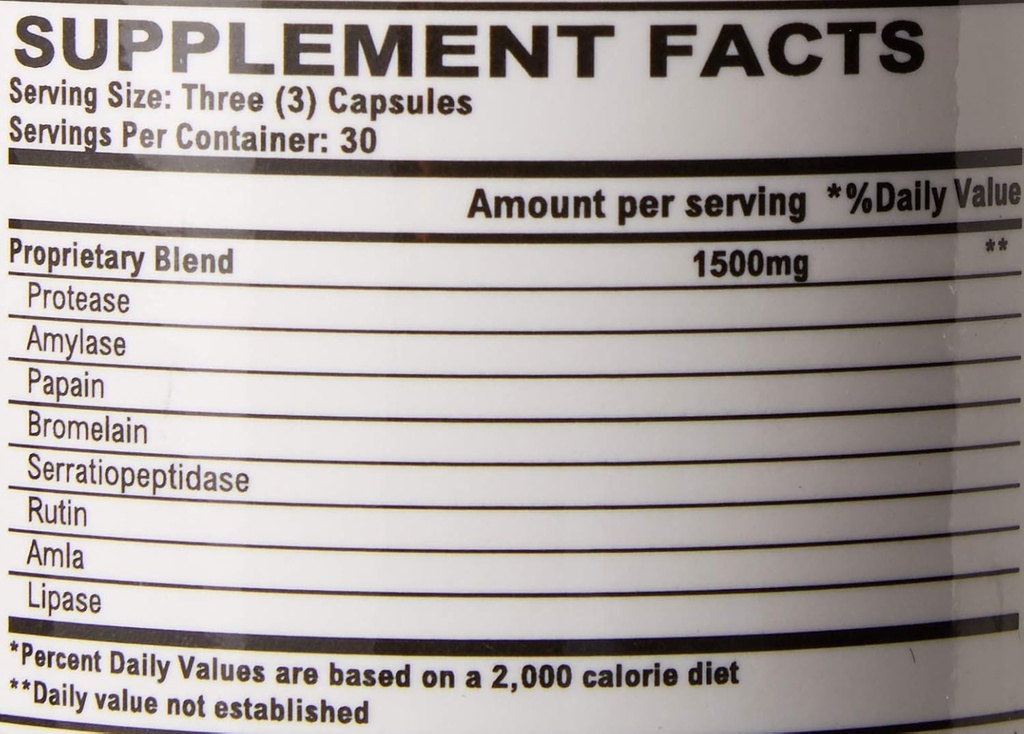 SUPPLEMENT FACTS
Serving Size: Three (3) Capsules
Servings Per Container: 30
Amount per serving *%Daily Value
Proprietary Blend 1500mg **
Protease
Amylase
Papain
Bromelain
Serratiopeptidase
Rutin
Amla
Lipase
*Percent Daily Values are based on a 2,000 calorie diet
**Daily value not established